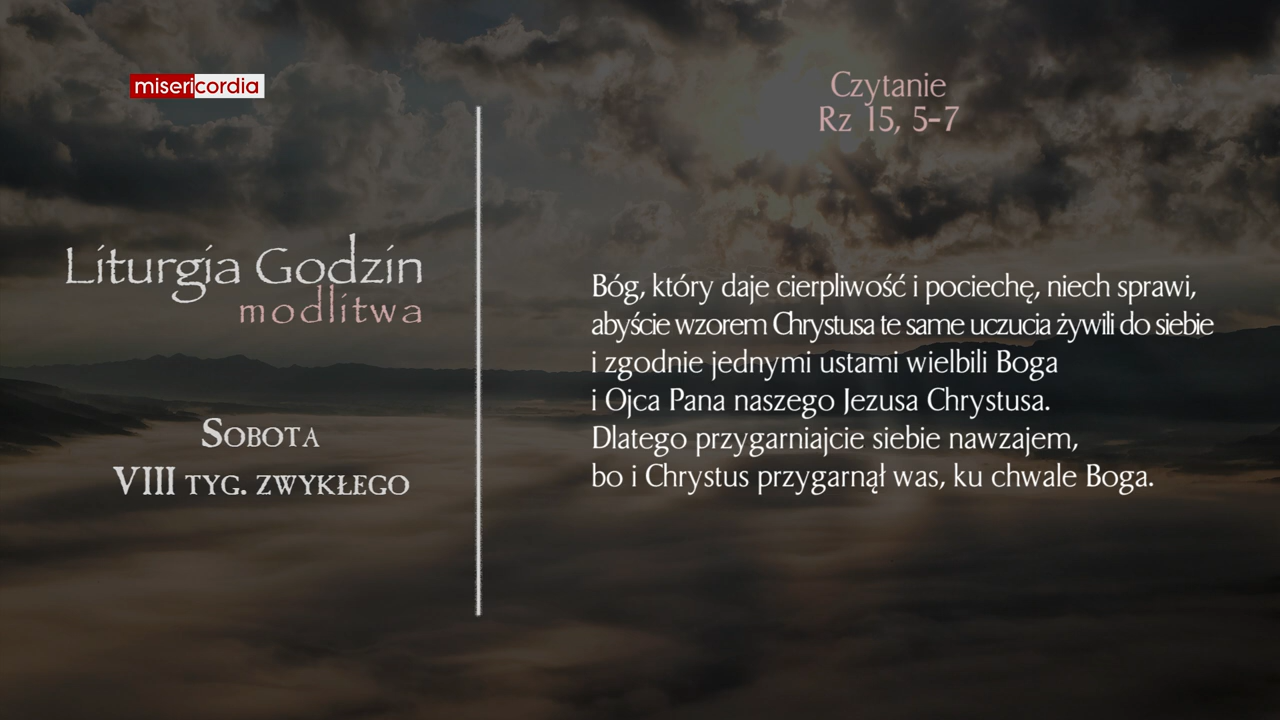 misericordia
Liturgia Godzin
modlitwa
Sobota
VIII tyg. zwykłego
Czytanie
Rz 15, 5-7
Bóg, który daje cierpliwość i pociechę, niech sprawi,
abyście wzorem Chrystusa te same uczucia żywili do siebie
i zgodnie jednymi ustami wielbili Boga
i Ojca Pana naszego Jezusa Chrystusa.
Dlatego przygarniajcie siebie nawzajem,
bo i Chrystus przygarnął was, ku chwale Boga.